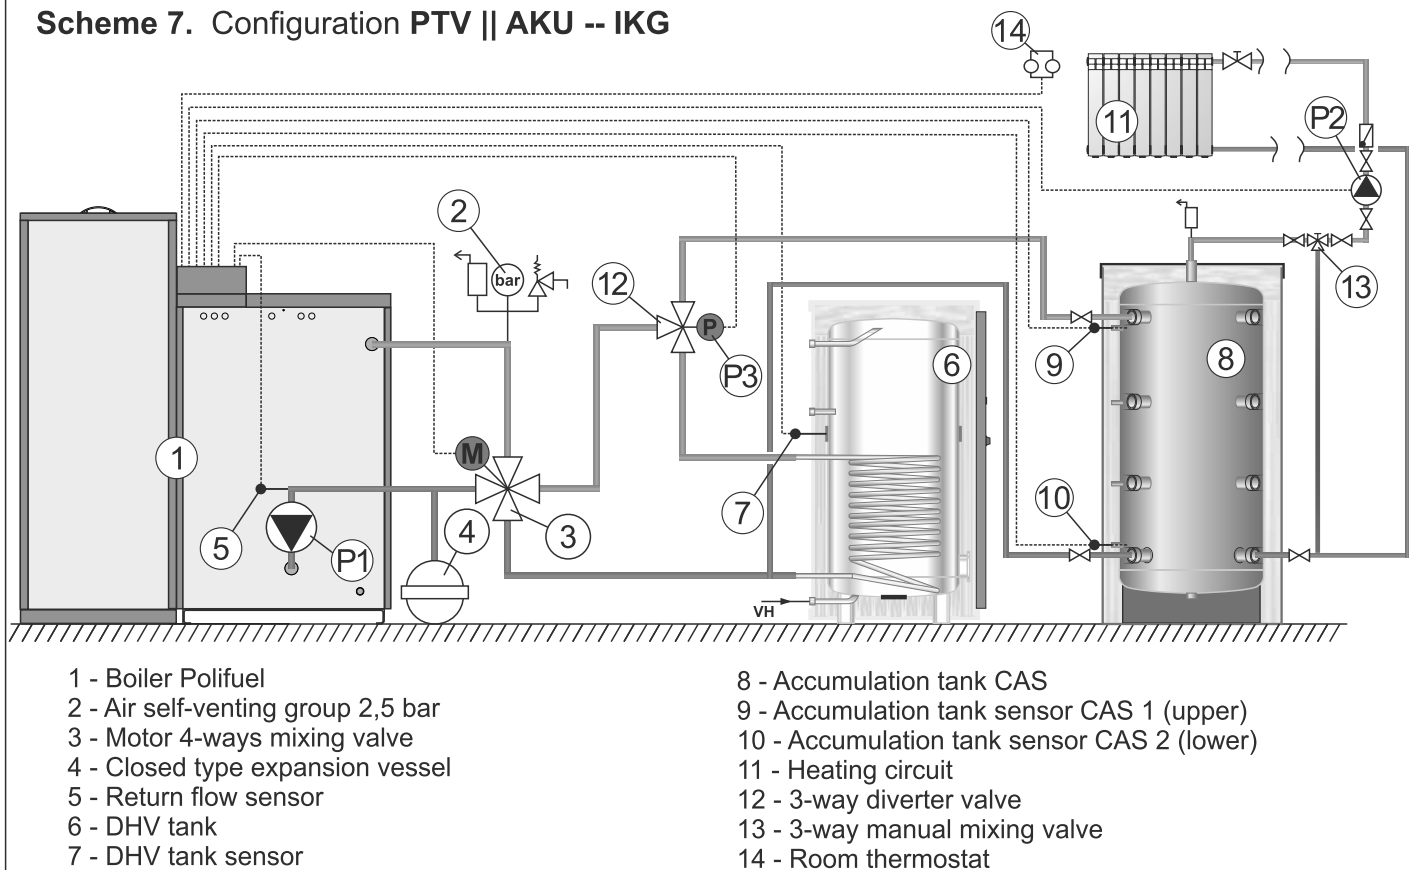 Scheme 7. Configuration PTV || AKU -- IKG
14
11
P2
2
bar
12
13
P
P3
6
9
8
M
1
7
10
5
P1
4
3
VH
1 - Boiler Polifuel
2 - Air self-venting group 2,5 bar
3 - Motor 4-ways mixing valve
4 - Closed type expansion vessel
5 - Return flow sensor
6 - DHV tank
7 - DHV tank sensor
8 - Accumulation tank CAS
9 - Accumulation tank sensor CAS 1 (upper)
10 - Accumulation tank sensor CAS 2 (lower)
11 - Heating circuit
12 - 3-way diverter valve
13 - 3-way manual mixing valve
14 - Room thermostat